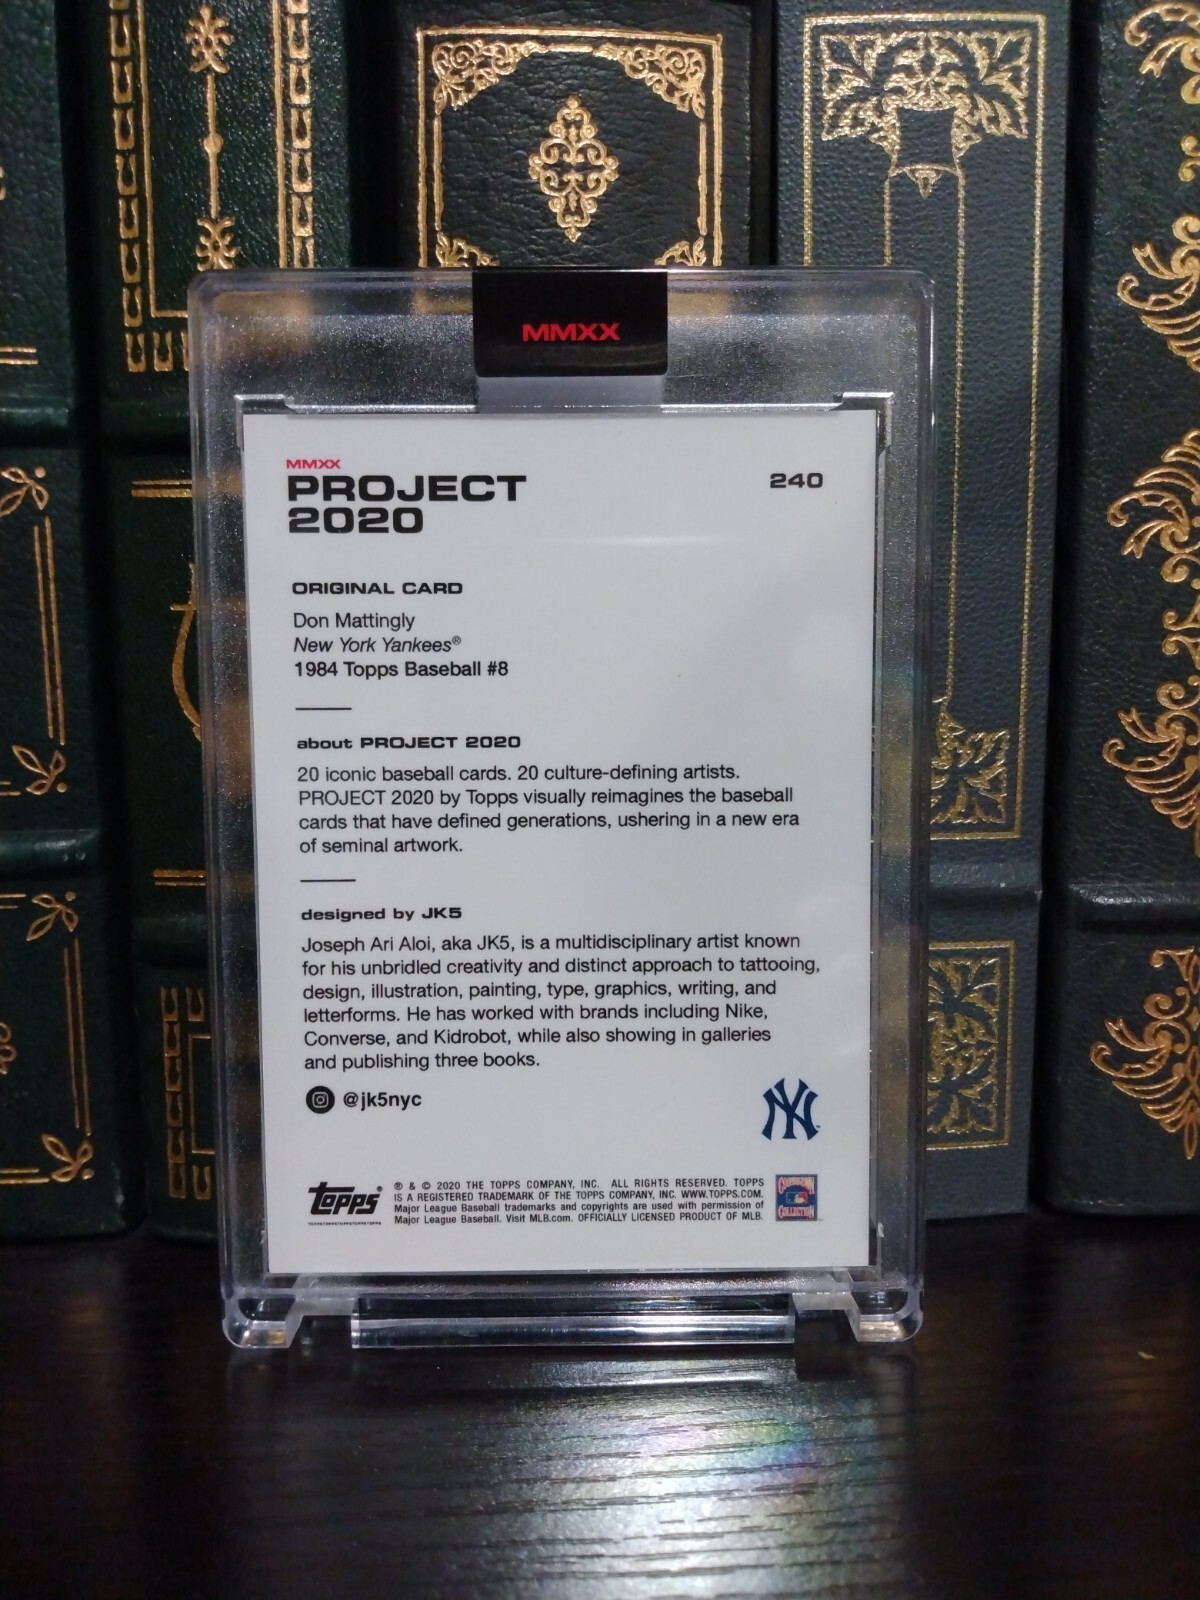 MMXX
MMXX
PROJECT
2020
240
ORIGINAL CARD
Don Mattingly
New York Yankees®
1984 Topps Baseball #8
about PROJECT 2020
20 iconic baseball cards. 20 culture-defining artists.
PROJECT 2020 by Topps visually reimagines the baseball
cards that have defined generations, ushering in a new era
of seminal artwork.
designed by JK5
Joseph Ari Aloi, aka JK5, is a multidisciplinary artist known
for his unbridled creativity and distinct approach to tattooing,
design, illustration, painting, type, graphics, writing, and
letterforms. He has worked with brands including Nike,
Converse, and Kidrobot, while also showing in galleries
and publishing three books.
@jk5nyc
NY
topps®
® & © 2020 THE TOPPS COMPANY, INC. ALL RIGHTS RESERVED. TOPPS
IS A REGISTERED TRADEMARK OF THE TOPPS COMPANY, INC. WWW.TOPPS.COM.
Major League Baseball trademarks and copyrights are used with permission of
Major League Baseball. Visit MLB.com. OFFICIALLY LICENSED PRODUCT OF MLB.
COLLECTION